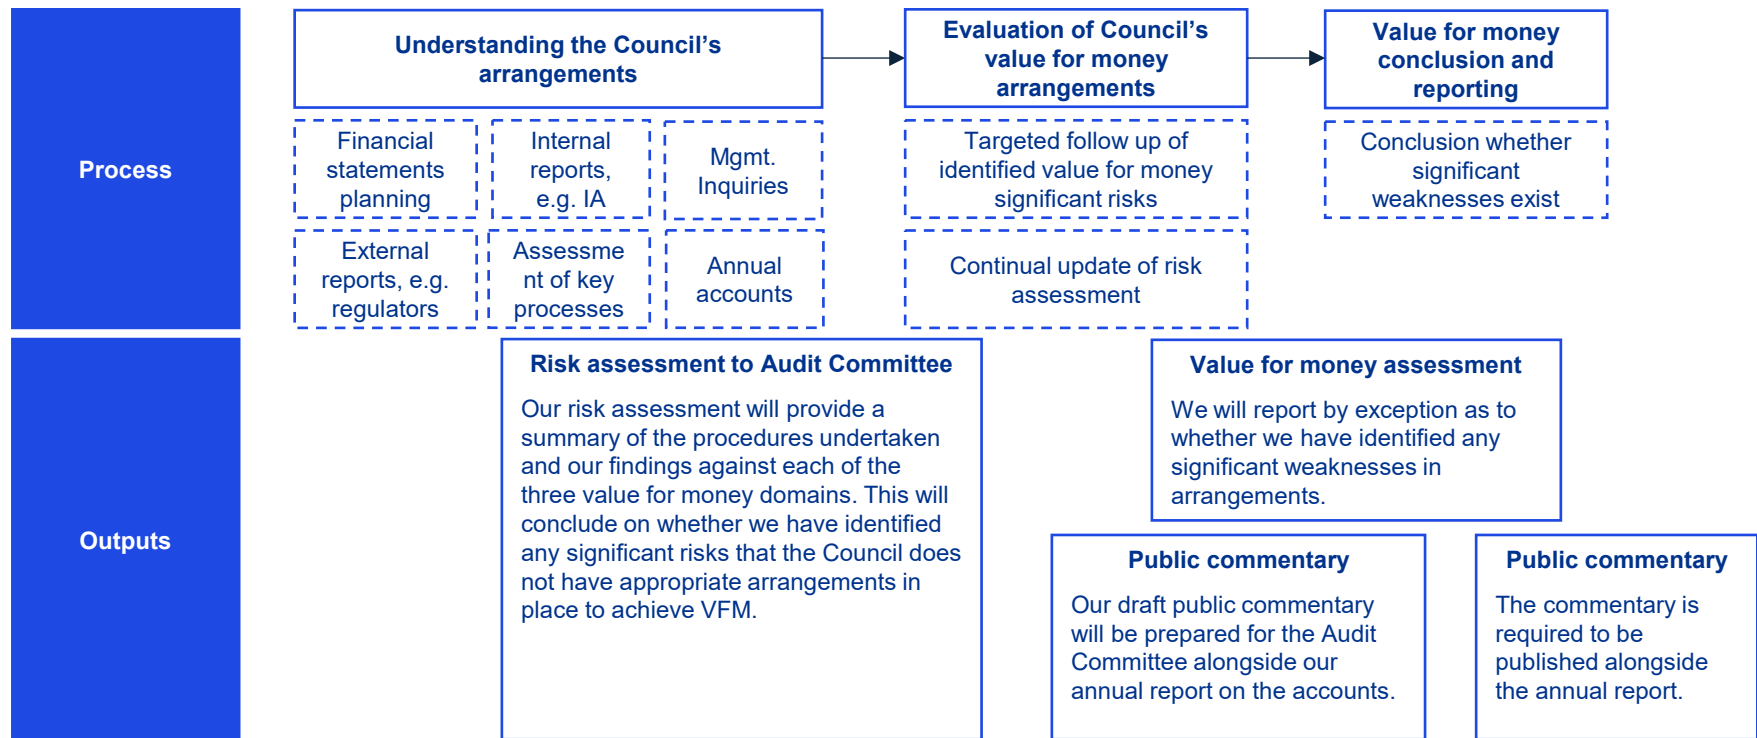 Process
Understanding the Council's
arrangements
Evaluation of Council's
value for money
arrangements
Value for money
conclusion and
reporting
Financial
statements
planning
Internal
reports,
e.g. IA
Mgmt.
Inquiries
Targeted follow up of
identified value for money
significant risks
Conclusion whether
significant
weaknesses exist
External
reports, e.g.
regulators
Assessme
nt of key
processes
Annual
accounts
Continual update of risk
assessment
Outputs
Risk assessment to Audit Committee
Our risk assessment will provide a
summary of the procedures undertaken
and our findings against each of the
three value for money domains. This will
conclude on whether we have identified
any significant risks that the Council does
not have appropriate arrangements in
place to achieve VFM.
Value for money assessment
We will report by exception as to
whether we have identified any
significant weaknesses in
arrangements.
Public commentary
Our draft public commentary
will be prepared for the Audit
Committee alongside our
annual report on the accounts.
Public commentary
The commentary is
required to be
published alongside
the annual report.